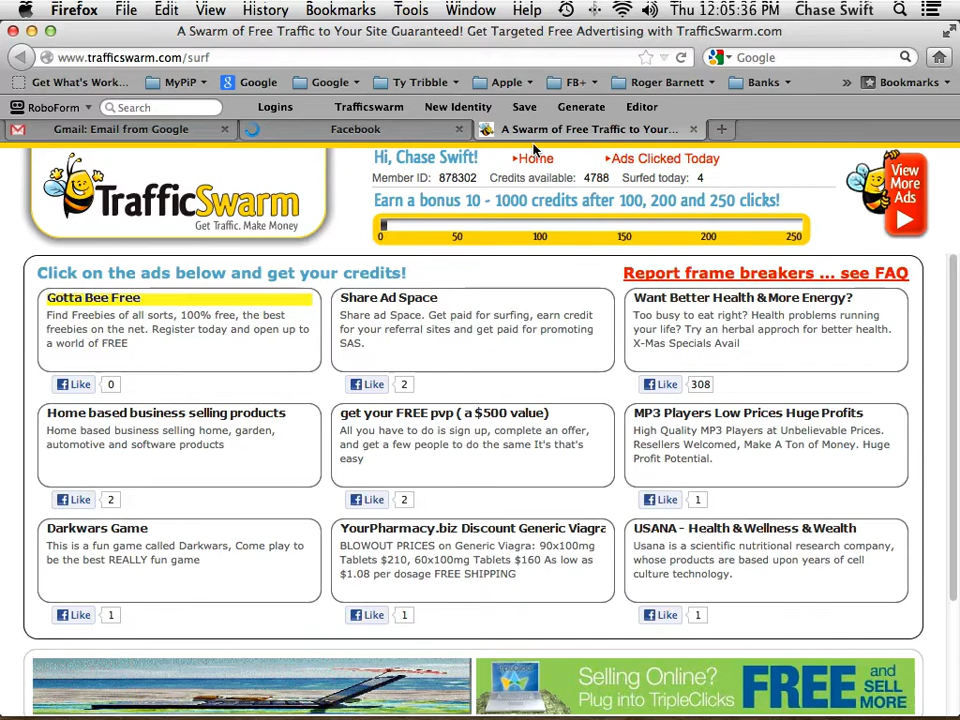 Firefox File Edit View History Bookmarks Tools Window Help Thu 12:05:36 PM Chase Swift
A Swarm of Free Traffic to Your Site Guaranteed! Get Targeted Free Advertising with TrafficSwarm.com
www.trafficswarm.com/surf Google
Get What's Work... MyPiP Google Google Ty Tribble Apple FB+ Roger Barnett Banks » Bookmarks
RoboForm Search Logins Trafficswarm New Identity Save Generate Editor
Gmail: Email from Google Facebook A Swarm of Free Traffic to Your...
Hi, Chase Swift! Home Ads Clicked Today
Member ID: 878302 Credits available: 4788 Surfed today: 4
Earn a bonus 10 - 1000 credits after 100, 200 and 250 clicks!
0 50 100 150 200 250
TrafficSwarm
Get Traffic. Make Money
View
More
Ads
Click on the ads below and get your credits! Report frame breakers ... see FAQ
Gotta Bee Free
Find Freebies of all sorts, 100% free, the best
freebies on the net. Register today and open up to
a world of FREE
Like 0
Share Ad Space
Share ad Space. Get paid for surfing, earn credit
for your referral sites and get paid for promoting
SAS.
Like 2
Want Better Health & More Energy?
Too busy to eat right? Health problems running
your life? Try an herbal approch for better health.
X-Mas Specials Avail
Like 308
Home based business selling products
Home based business selling home, garden,
automotive and software products
Like 2
get your FREE pvp ( a $500 value)
All you have to do is sign up, complete an offer,
and get a few people to do the same It's that's
easy
Like 2
MP3 Players Low Prices Huge Profits
High Quality MP3 Players at Unbelievable Prices.
Resellers Welcomed, Make A Ton of Money. Huge
Profit Potential.
Like 1
Darkwars Game
This is a fun game called Darkwars, Come play to
be the best REALLY fun game
Like 1
YourPharmacy.biz Discount Generic Viagra
BLOWOUT PRICES on Generic Viagra: 90x100mg
Tablets $210, 60x100mg Tablets $160 As low as
$1.08 per dosage FREE SHIPPING
Like 1
USANA - Health & Wellness & Wealth
Usana is a scientific nutritional research company,
whose products are based upon years of cell
culture technology.
Like 1
Selling Online?
Plug into TripleClicks
FREE and
SELL
MORE